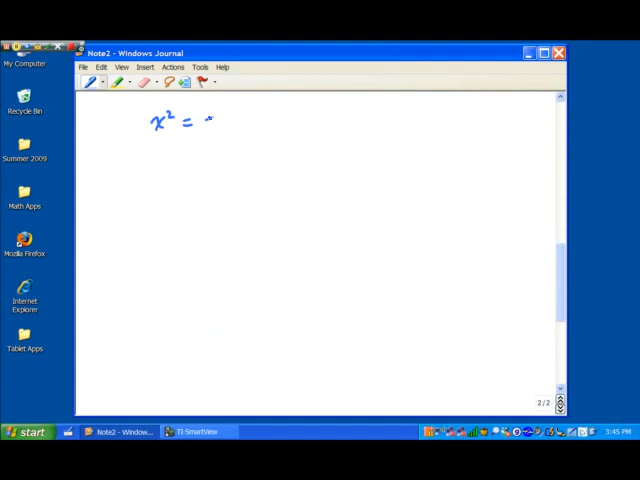 Note2 - Windows Journal
File Edit View Insert Actions Tools Help
My Computer
Recycle Bin
Summer 2009
Math Apps
Mozilla Firefox
Internet
Explorer
Tablet Apps
x² =
2/2
start
Note2 - Window...
TI-SmartView
3:45 PM